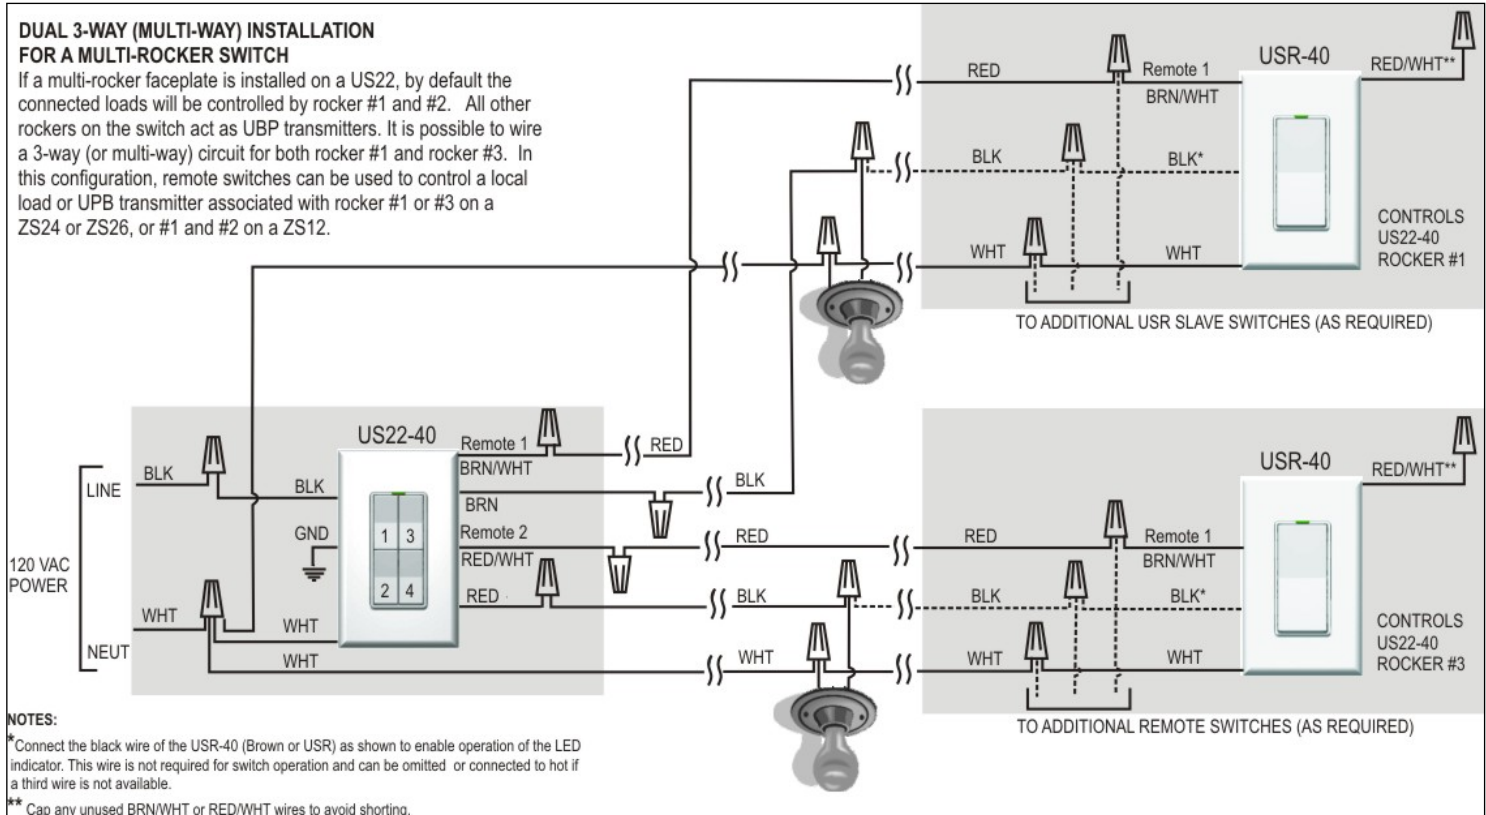 DUAL 3-WAY (MULTI-WAY) INSTALLATION
FOR A MULTI-ROCKER SWITCH
If a multi-rocker faceplate is installed on a US22, by default the
connected loads will be controlled by rocker #1 and #2. All other
rockers on the switch act as UBP transmitters. It is possible to wire
a 3-way (or multi-way) circuit for both rocker #1 and rocker #3. In
this configuration, remote switches can be used to control a local
load or UPB transmitter associated with rocker #1 or #3 on a
ZS24 or ZS26, or #1 and #2 on a ZS12.
RED
Remote 1
BRN/WHT
USR-40
RED/WHT**
BLK
BLK*
WHT
WHT
CONTROLS
US22-40
ROCKER #1
TO ADDITIONAL USR SLAVE SWITCHES (AS REQUIRED)
120 VAC
POWER
LINE
NEUT
BLK
BLK
GND
WHT
WHT
WHT
US22-40
1 3
2 4
Remote 1
BRN/WHT
BRN
Remote 2
RED/WHT
RED
RED
BLK
RED
BLK
WHT
RED
Remote 1
BRN/WHT
USR-40
RED/WHT**
BLK
BLK*
WHT
WHT
CONTROLS
US22-40
ROCKER #3
TO ADDITIONAL REMOTE SWITCHES (AS REQUIRED)
NOTES:
*Connect the black wire of the USR-40 (Brown or USR) as shown to enable operation of the LED
indicator. This wire is not required for switch operation and can be omitted or connected to hot if
a third wire is not available.
** Cap any unused BRN/WHT or RED/WHT wires to avoid shorting.